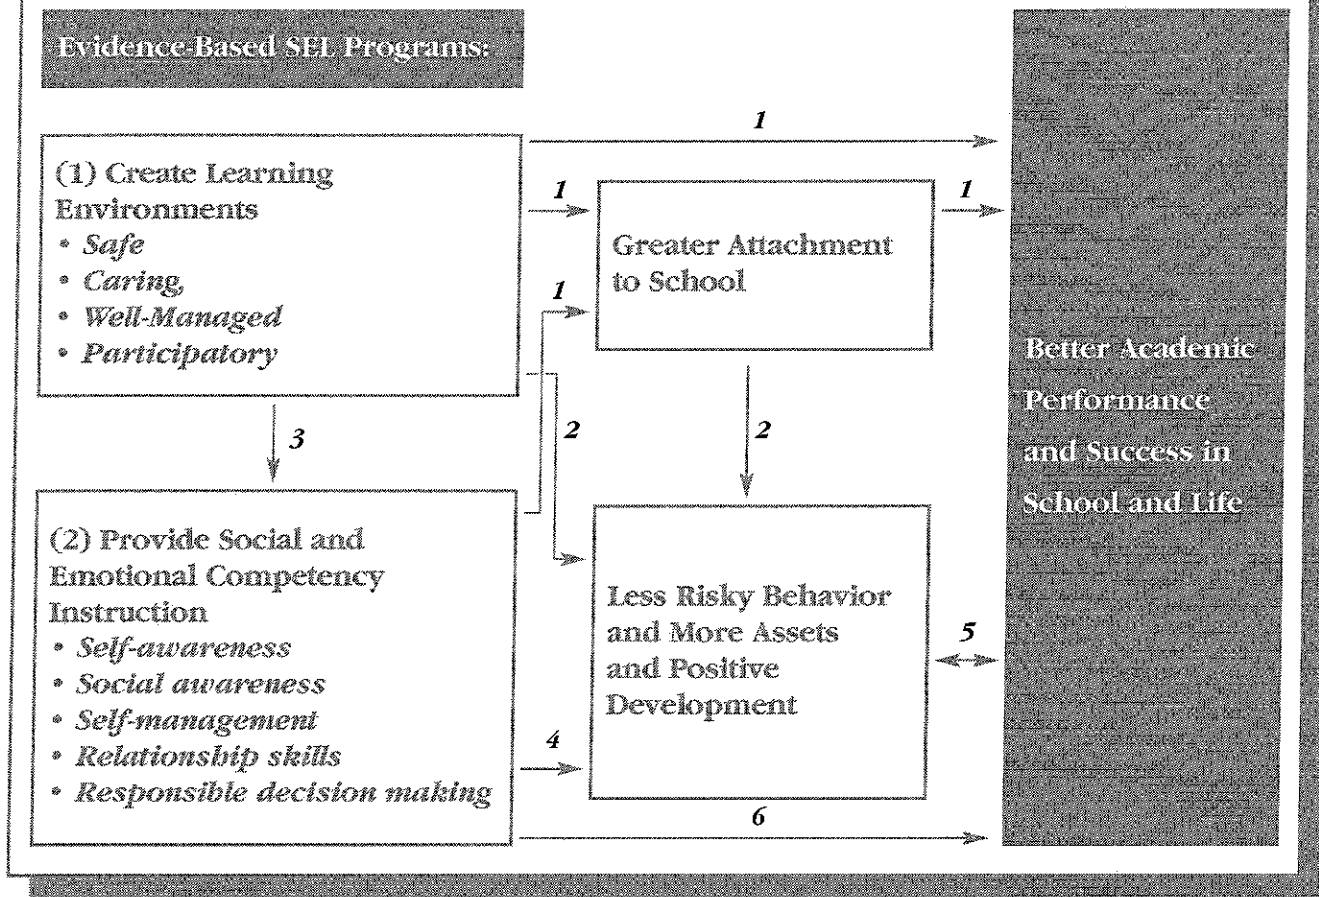 Evidence-Based SEL Programs:
1
(1) Create Learning
Environments
• Safe
• Caring,
• Well-Managed
• Participatory
1
1
Greater Attachment
to School
1
2
2
3
(2) Provide Social and
Emotional Competency
Instruction
• Self-awareness
• Social awareness
• Self-management
• Relationship skills
• Responsible decision making
Less Risky Behavior
and More Assets
and Positive
Development
4
5
6
Better Academic
Performance
and Success in
School and Life